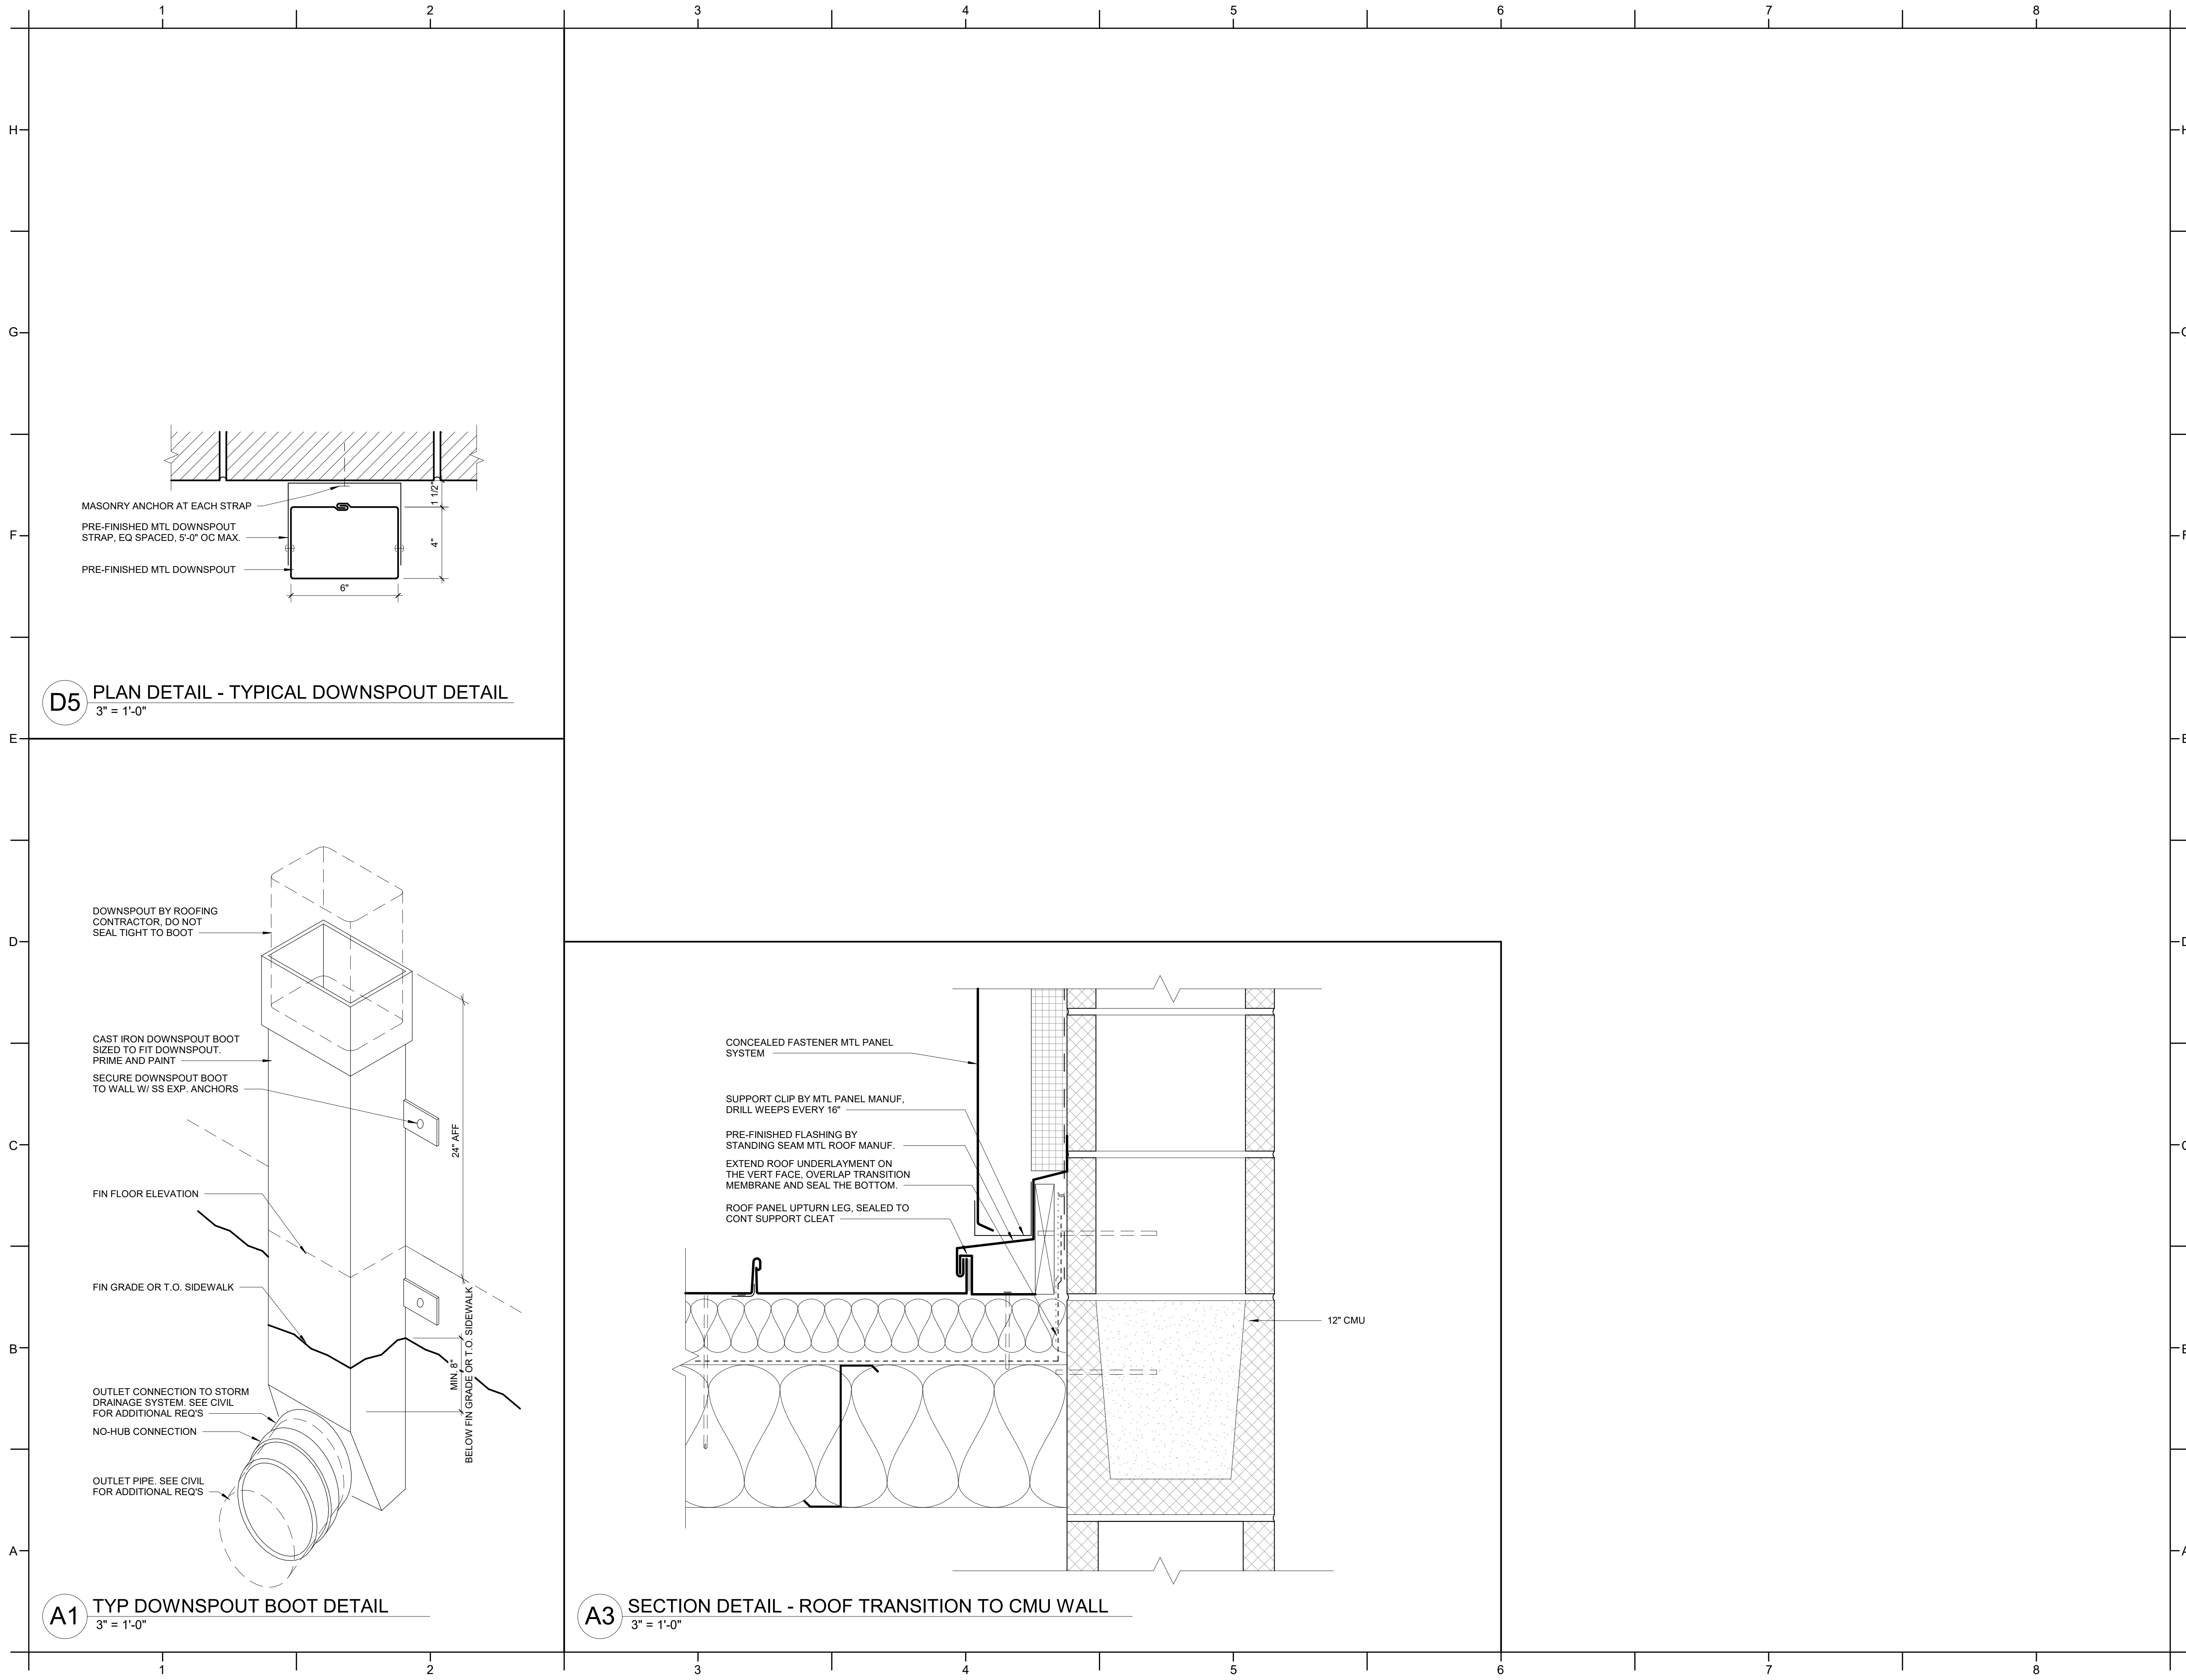 1 2 3 4 5 6 7 8
H
G
F
E
D
C
B
A
H
G
F
E
D
C
B
A
MASONRY ANCHOR AT EACH STRAP
PRE-FINISHED MTL DOWNSPOUT
STRAP, EQ SPACED, 5'-0" OC MAX.
PRE-FINISHED MTL DOWNSPOUT
1 1/2"
4"
6"
D5 PLAN DETAIL - TYPICAL DOWNSPOUT DETAIL
3" = 1'-0"
DOWNSPOUT BY ROOFING
CONTRACTOR, DO NOT
SEAL TIGHT TO BOOT
CAST IRON DOWNSPOUT BOOT
SIZED TO FIT DOWNSPOUT.
PRIME AND PAINT
SECURE DOWNSPOUT BOOT
TO WALL W/ SS EXP. ANCHORS
FIN FLOOR ELEVATION
FIN GRADE OR T.O. SIDEWALK
OUTLET CONNECTION TO STORM
DRAINAGE SYSTEM. SEE CIVIL
FOR ADDITIONAL REQ'S
NO-HUB CONNECTION
OUTLET PIPE. SEE CIVIL
FOR ADDITIONAL REQ'S
24" AFF
MIN. 8"
BELOW FIN GRADE OR T.O. SIDEWALK
A1 TYP DOWNSPOUT BOOT DETAIL
3" = 1'-0"
CONCEALED FASTENER MTL PANEL
SYSTEM
SUPPORT CLIP BY MTL PANEL MANUF,
DRILL WEEPS EVERY 16"
PRE-FINISHED FLASHING BY
STANDING SEAM MTL ROOF MANUF.
EXTEND ROOF UNDERLAYMENT ON
THE VERT FACE, OVERLAP TRANSITION
MEMBRANE AND SEAL THE BOTTOM.
ROOF PANEL UPTURN LEG, SEALED TO
CONT SUPPORT CLEAT
12" CMU
A3 SECTION DETAIL - ROOF TRANSITION TO CMU WALL
3" = 1'-0"
1 2 3 4 5 6 7 8